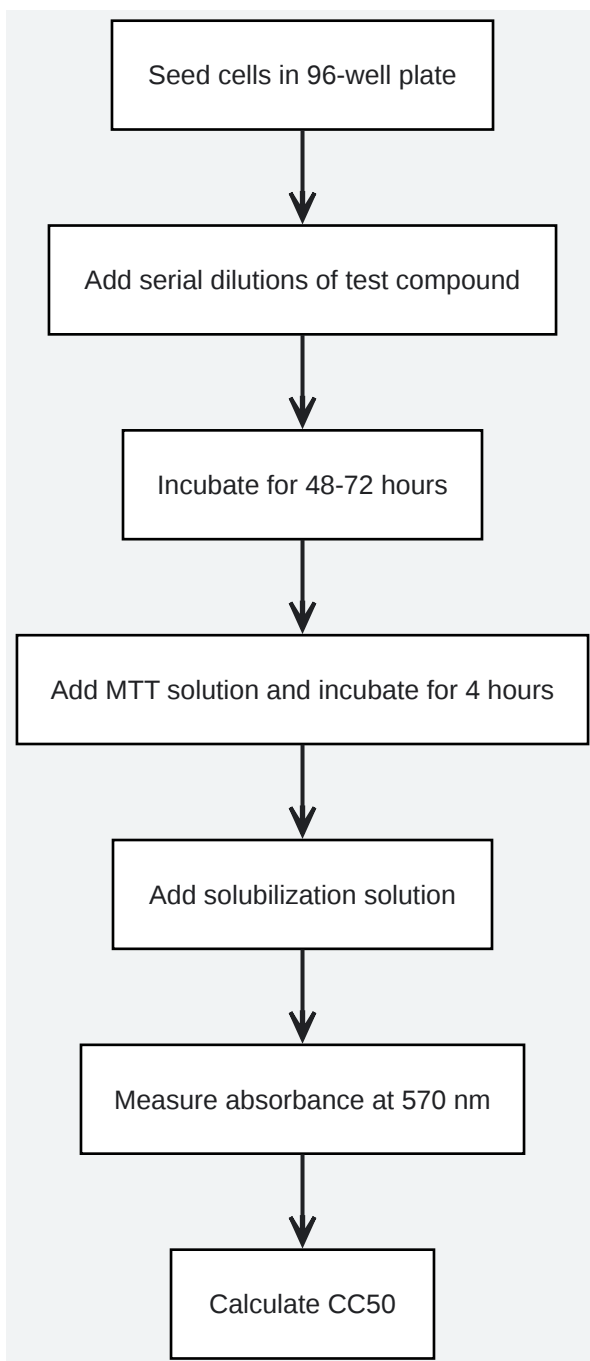 Seed cells in 96-well plate
Add serial dilutions of test compound
Incubate for 48-72 hours
Add MTT solution and incubate for 4 hours
Add solubilization solution
Measure absorbance at 570 nm
Calculate CC50